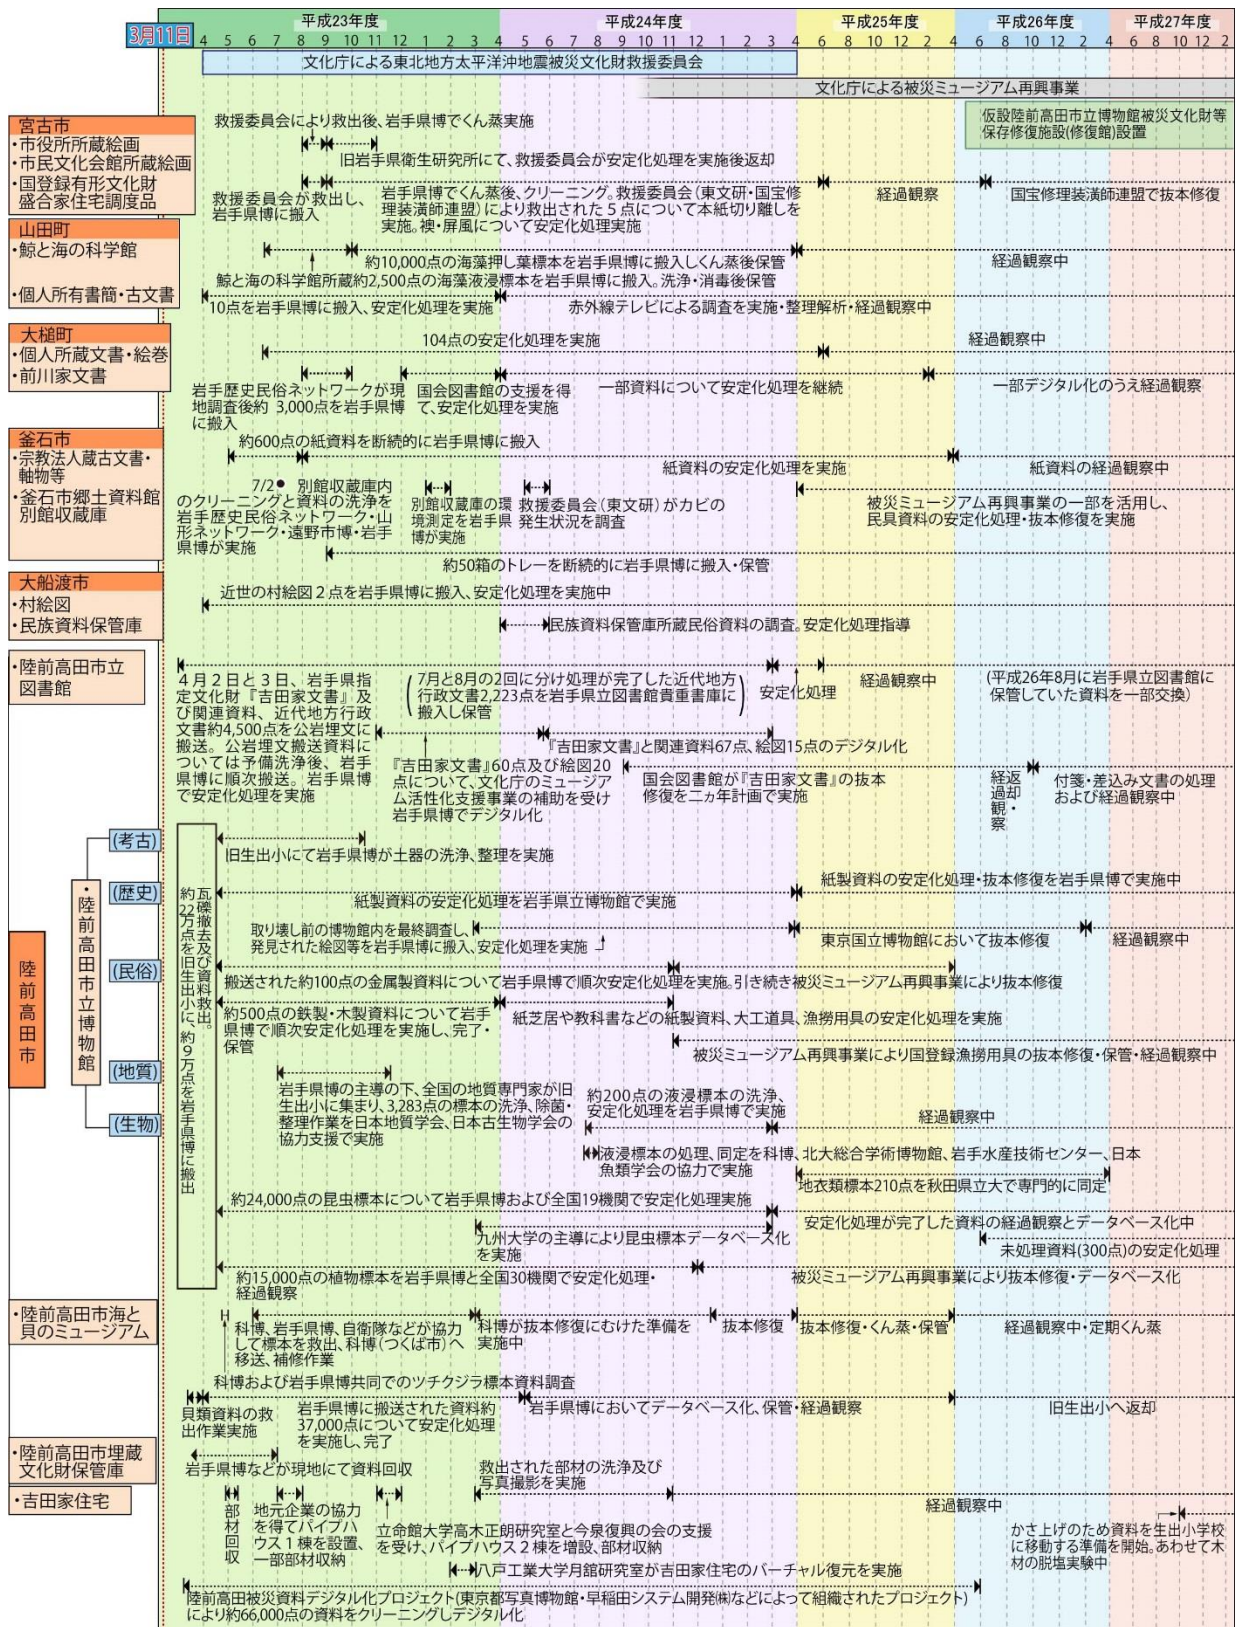 平成23年度
平成24年度
平成25年度
平成26年度
平成27年度
3月11日
4 5 6 7 8 9 10 11 12 1 2 3 4 5 6 7 8 9 10 11 12 1 2 3 4 6 8 10 12 2 4 6 8 10 12 2 4 6 8 10 12 2
文化庁による東北地方太平洋沖地震被災文化財救援委員会
文化庁による被災ミュージアム再興事業
仮設陸前高田市立博物館被災文化財等
保存修復施設(修復館)設置
宮古市
・市役所所蔵絵画
・市民文化会館所蔵絵画
・国登録有形文化財
盛合家住宅調度品
救援委員会により救出後、岩手県博でくん蒸実施
旧岩手県衛生研究所にて、救援委員会が安定化処理を実施後返却
救援委員会が救出し、
岩手県博に搬入
岩手県博でくん蒸後、クリーニング。救援委員会(東文研・国宝修
理装潢師連盟)により救出された5点について本紙切り離しを
実施。襖・屏風について安定化処理実施
経過観察
国宝修理装潢師連盟で抜本修復
山田町
・鯨と海の科学館
・個人所有書簡・古文書
約10,000点の海藻押し葉標本を岩手県博に搬入しくん蒸後保管
経過観察中
鯨と海の科学館所蔵約2,500点の海藻液浸標本を岩手県博に搬入。洗浄・消毒後保管
10点を岩手県博に搬入、安定化処理を実施
赤外線テレビによる調査を実施・整理解析・経過観察中
大槌町
・個人所蔵文書・絵巻
・前川家文書
104点の安定化処理を実施
経過観察中
岩手歴史民俗ネットワークが現
地調査後約 3,000点を岩手県博
に搬入
国会図書館の支援を得
て、安定化処理を実施
一部資料について安定化処理を継続
一部デジタル化のうえ経過観察
釜石市
・宗教法人蔵古文書・
軸物等
・釜石市郷土資料館
別館収蔵庫
約600点の紙資料を断続的に岩手県博に搬入
紙資料の安定化処理を実施
紙資料の経過観察中
7/2● 別館収蔵庫内
のクリーニングと資料の洗浄を
岩手歴史民俗ネットワーク・山
形ネットワーク・遠野市博・岩手
県博が実施
別館収蔵庫の環
境測定を岩手県
博が実施
救援委員会(東文研)がカビの
発生状況を調査
被災ミュージアム再興事業の一部を活用し、
民具資料の安定化処理・抜本修復を実施
約50箱のトレーを断続的に岩手県博に搬入・保管
大船渡市
・村絵図
・民族資料保管庫
近世の村絵図2点を岩手県博に搬入、安定化処理を実施中
民族資料保管庫所蔵民俗資料の調査。安定化処理指導
陸前高田市
・陸前高田市立
図書館
4月2日と3日、岩手県指
定文化財『吉田家文書』及
び関連資料、近代地方行政
文書約4,500点を公岩埋文に
搬送。公岩埋文搬送資料に
ついては予備洗浄後、岩手
県博に順次搬送。岩手県博
で安定化処理を実施
(7月と8月の2回に分け処理が完了した近代地方
行政文書2,223点を岩手県立図書館貴重書庫に
搬入し保管)
安定化処理
経過観察中
(平成26年8月に岩手県立図書館に
保管していた資料を一部交換)
『吉田家文書』と関連資料67点、絵図15点のデジタル化
『吉田家文書』60点及び絵図20
点について、文化庁のミュージア
ム活性化支援事業の補助を受け
岩手県博でデジタル化
国会図書館が『吉田家文書』の抜本
修復を二ヵ年計画で実施
返却・
経過観察
付箋・差込み文書の処理
および経過観察中
・陸前高田市立博物館
(考古)
(歴史)
(民俗)
(地質)
(生物)
瓦礫撤去及び資料救出。
約22万点を旧生出小に、約9万点を岩手県博に搬出
旧生出小にて岩手県博が土器の洗浄、整理を実施
紙製資料の安定化処理を岩手県立博物館で実施
紙製資料の安定化処理・抜本修復を岩手県博で実施中
取り壊し前の博物館内を最終調査し、
発見された絵図等を岩手県博に搬入、安定化処理を実施
東京国立博物館において抜本修復
経過観察中
搬送された約100点の金属製資料について岩手県博で順次安定化処理を実施。引き続き被災ミュージアム再興事業により抜本修復
約500点の鉄製・木製資料について岩手
県博で順次安定化処理を実施し、完了・
保管
紙芝居や教科書などの紙製資料、大工道具、漁撈用具の安定化処理を実施
被災ミュージアム再興事業により国登録漁撈用具の抜本修復・保管・経過観察中
岩手県博の主導の下、全国の地質専門家が旧
生出小に集まり、3,283点の標本の洗浄、除菌・
整理作業を日本地質学会、日本古生物学会の
協力支援で実施
約200点の液浸標本の洗浄、
安定化処理を岩手県博で実施
経過観察中
液浸標本の処理、同定を科博、北大総合学術博物館、岩手水産技術センター、日本
魚類学会の協力で実施
地衣類標本210点を秋田県立大で専門的に同定
約24,000点の昆虫標本について岩手県博および全国19機関で安定化処理実施
安定化処理が完了した資料の経過観察とデータベース化中
九州大学の主導により昆虫標本データベース化
を実施
未処理資料(300点)の安定化処理
約15,000点の植物標本を岩手県博と全国30機関で安定化処理・
経過観察
被災ミュージアム再興事業により抜本修復・データベース化
・陸前高田市海と
貝のミュージアム
科博、岩手県博、自衛隊などが協力
して標本を救出、科博(つくば市)へ
移送、補修作業
科博が抜本修復にむけた準備を
実施中
抜本修復
抜本修復・くん蒸・保管
経過観察中・定期くん蒸
科博および岩手県博共同でのツチクジラ標本資料調査
貝類資料の救
出作業実施
岩手県博に搬送された資料約
37,000点について安定化処理
を実施し、完了
岩手県博においてデータベース化、保管・経過観察
旧生出小へ返却
・陸前高田市埋蔵
文化財保管庫
岩手県博などが現地にて資料回収
・吉田家住宅
部材回収
地元企業の協力
を得てパイプハ
ウス1棟を設置、
一部部材収納
救出された部材の洗浄及び
写真撮影を実施
経過観察中
立命館大学高木正朗研究室と今泉復興の会の支援
を受け、パイプハウス2棟を増設、部材収納
かさ上げのため資料を生出小学校
に移動する準備を開始。あわせて木
材の脱塩実験中
八戸工業大学月舘研究室が吉田家住宅のバーチャル復元を実施
陸前高田被災資料デジタル化プロジェクト(東京都写真博物館・早稲田システム開発㈱などによって組織されたプロジェクト)
により約66,000点の資料をクリーニングしデジタル化